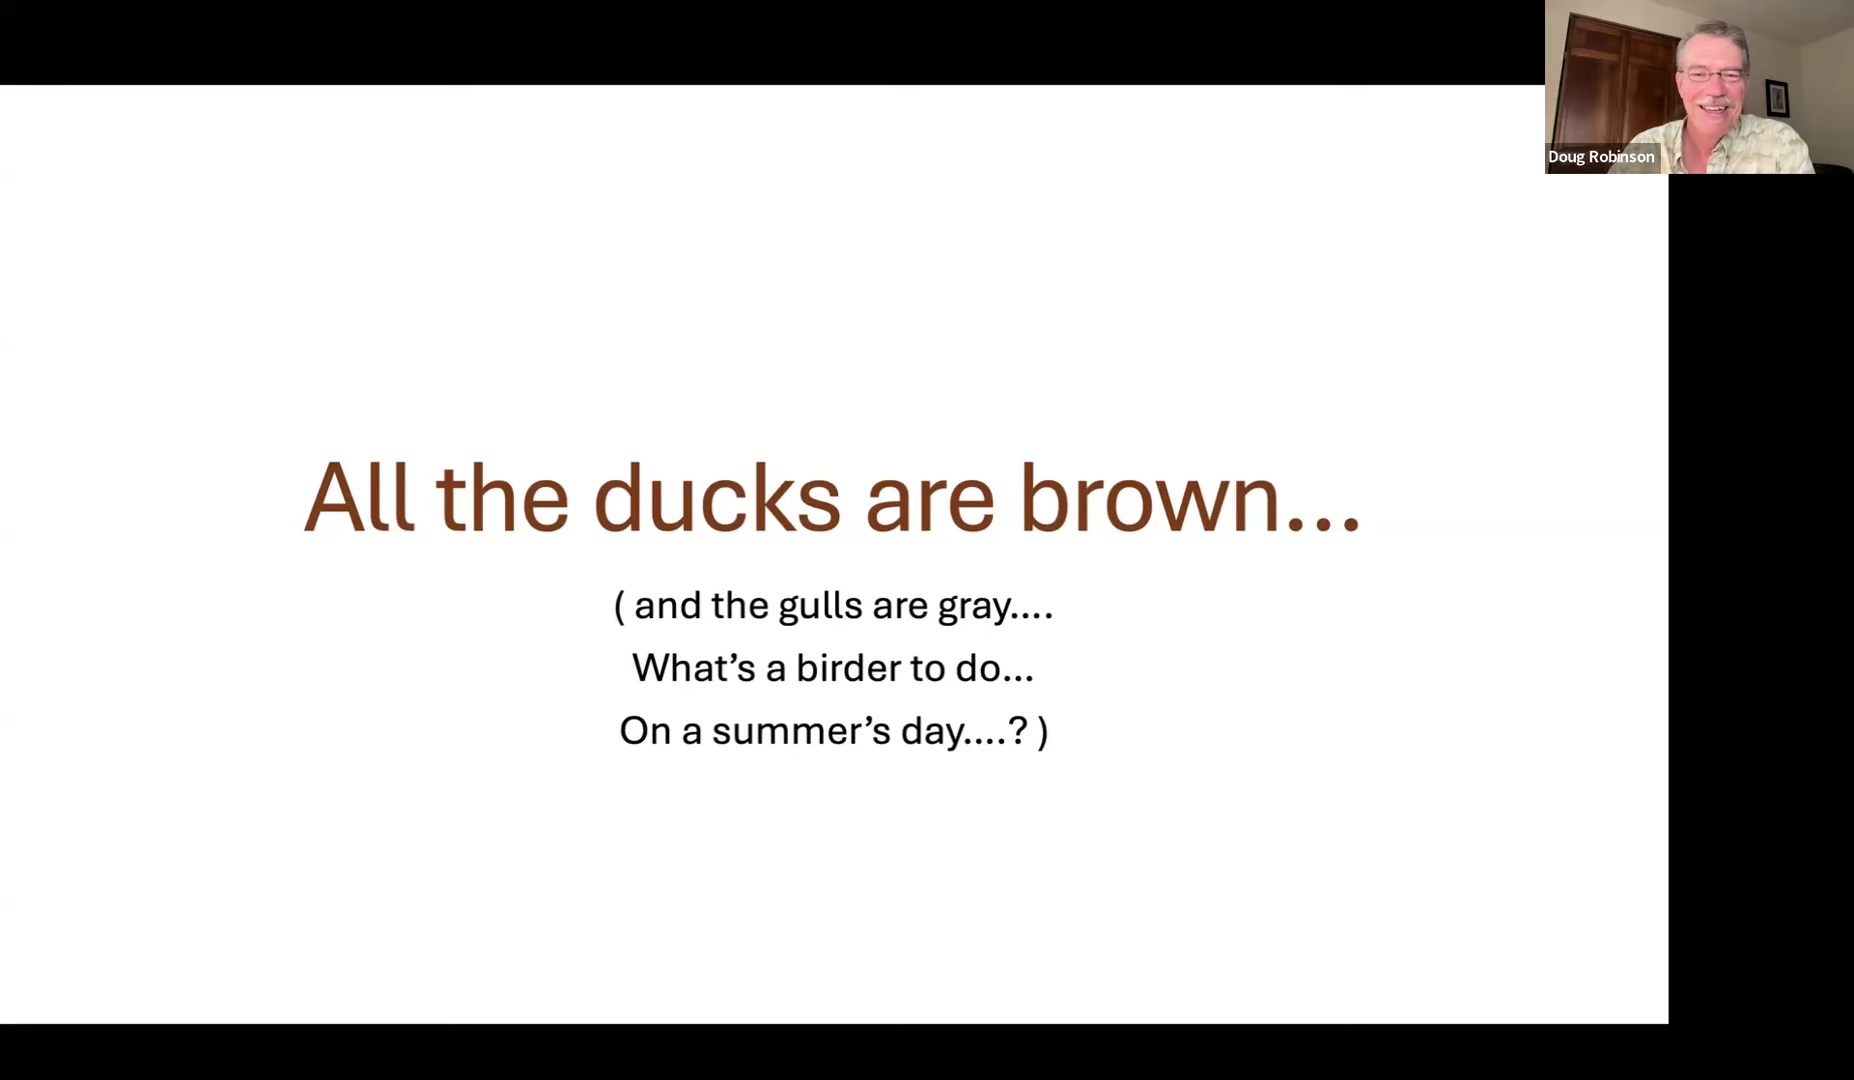 Doug Robinson
All the ducks are brown...
( and the gulls are gray....
What’s a birder to do...
On a summer’s day....? )